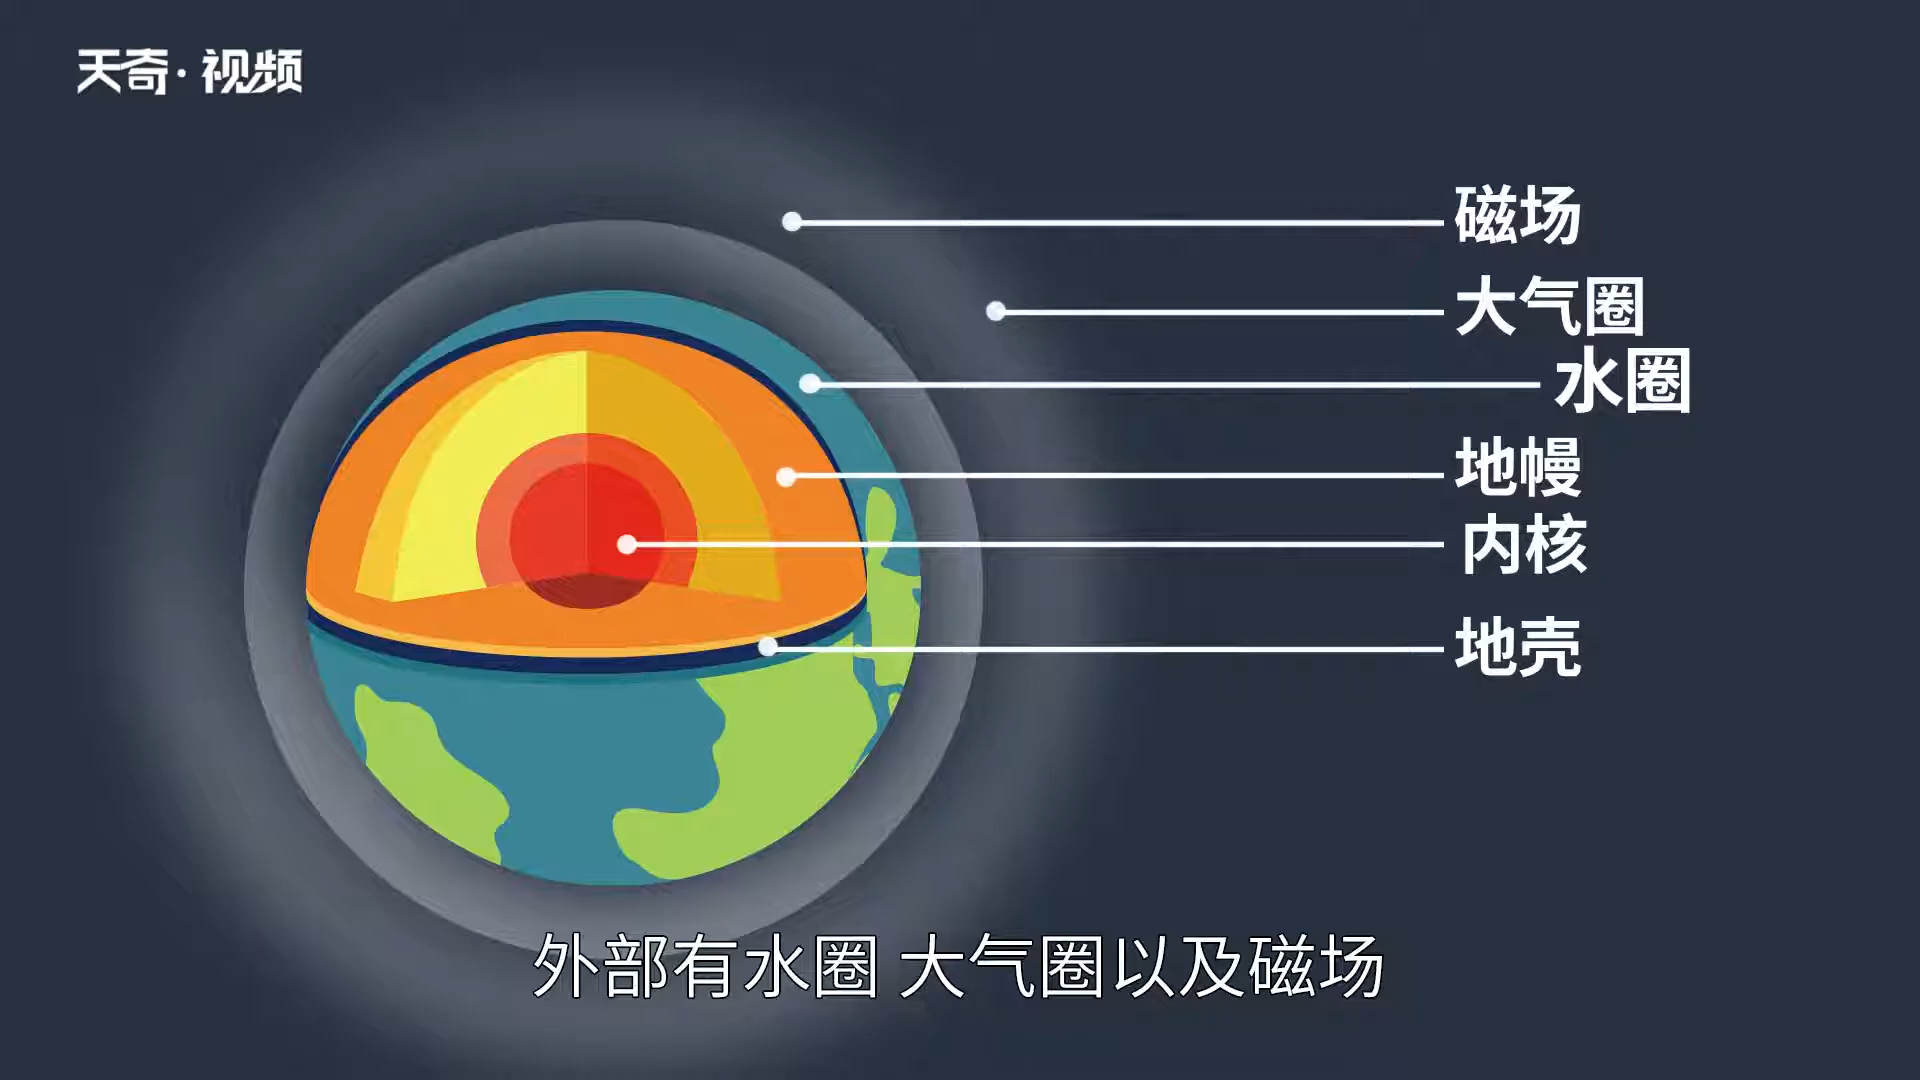 天奇·视频
磁场
大气圈
水圈
地幔
内核
地壳
外部有水圈 大气圈以及磁场